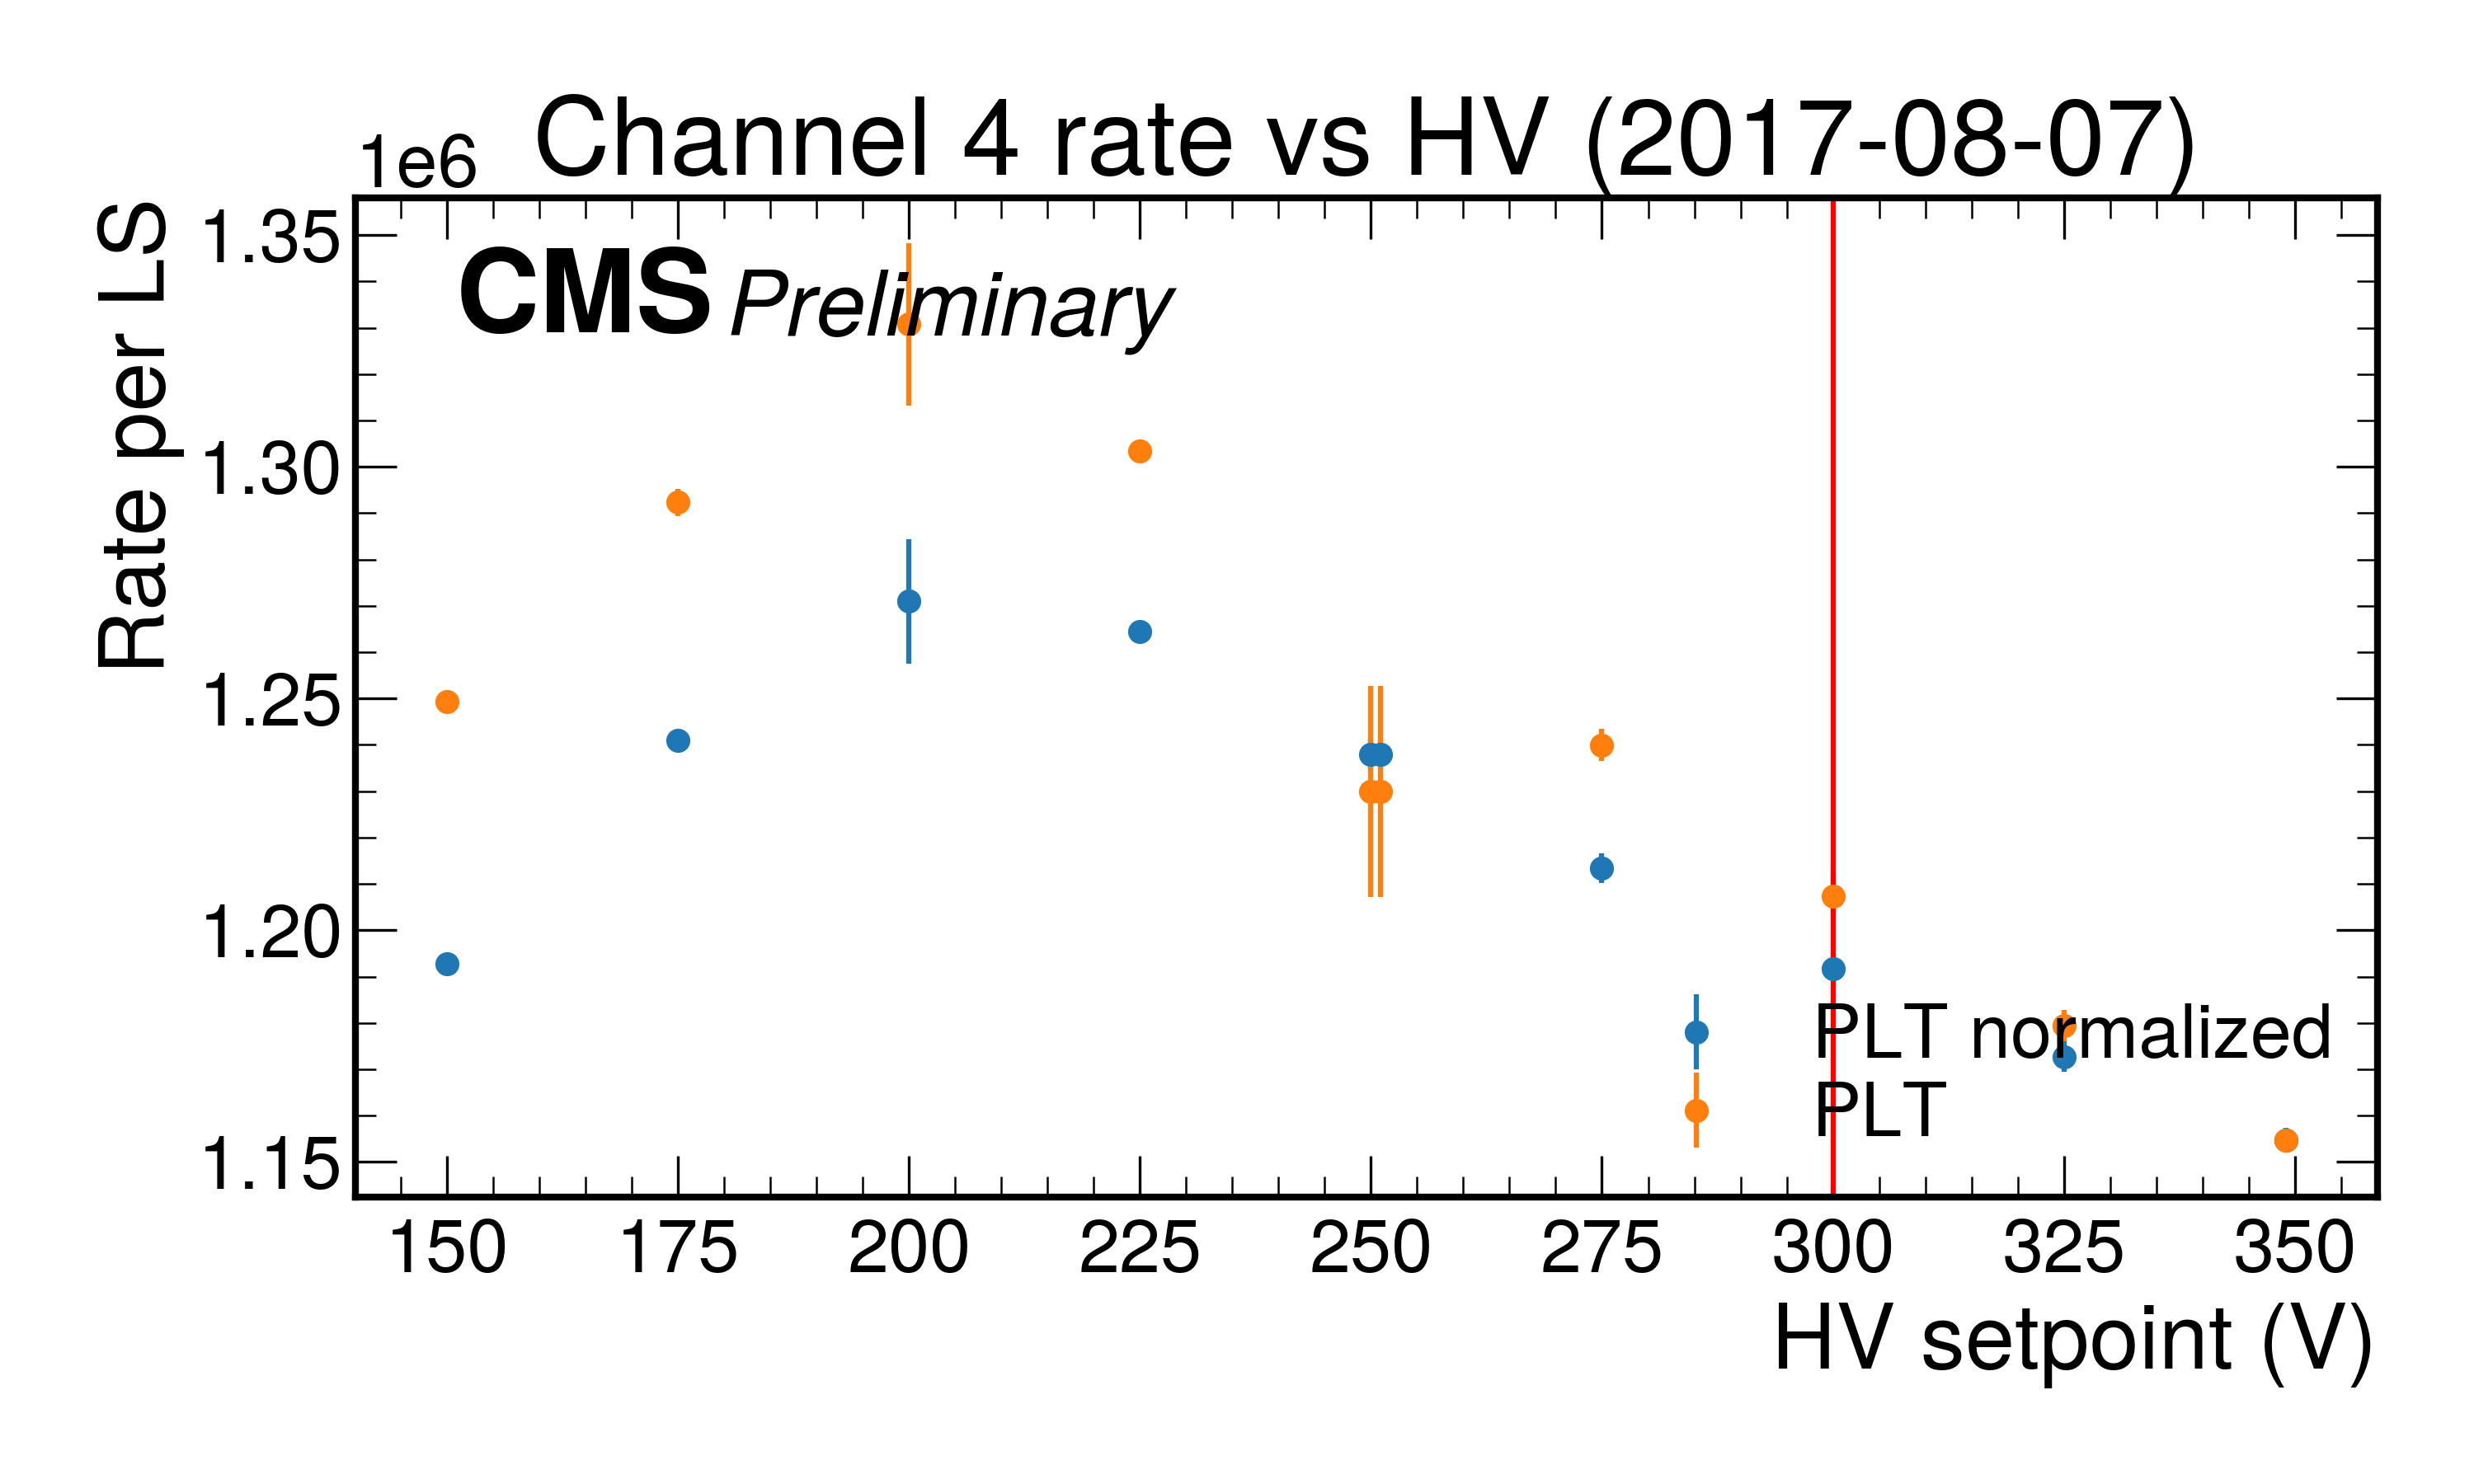 Channel 4 rate vs HV (2017-08-07)
1e6
CMS Preliminary
Rate per LS
1.35
1.30
1.25
1.20
1.15
PLT normalized
PLT
150 175 200 225 250 275 300 325 350
HV setpoint (V)